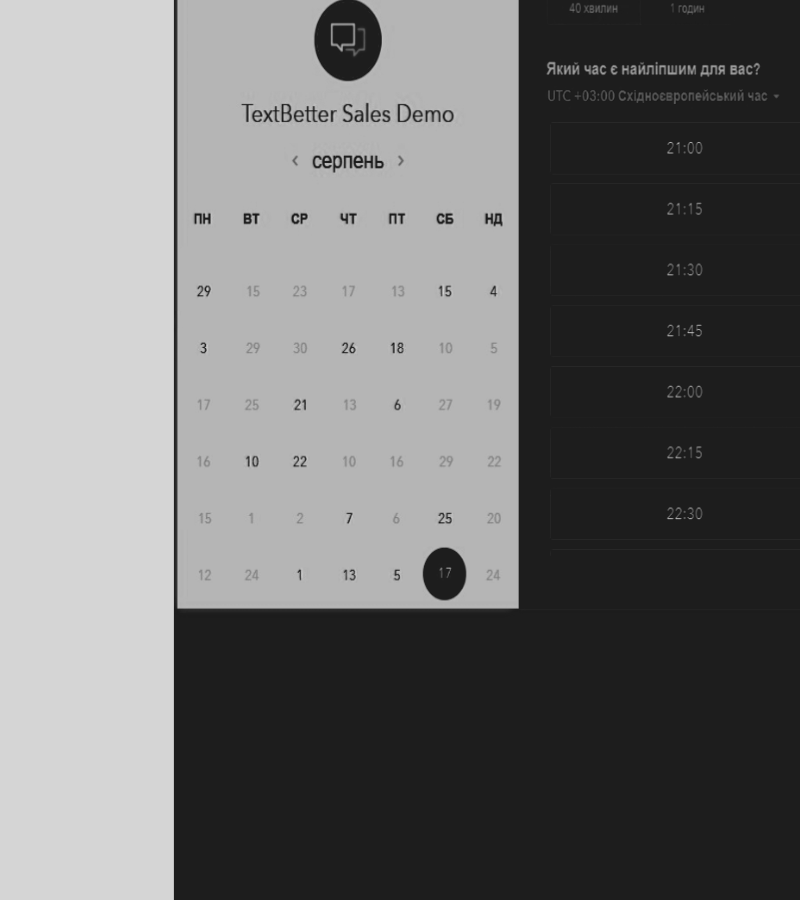 TextBetter Sales Demo
‹ серпень ›
ПН ВТ СР ЧТ ПТ СБ НД
29 15 23 17 13 15 4
3 29 30 26 18 10 5
17 25 21 13 6 27 19
16 10 22 10 16 29 22
15 1 2 7 6 25 20
12 24 1 13 5 17 24
40 хвилин 1 годин
Який час є найліпшим для вас?
UTC +03:00 Східноєвропейський час
21:00
21:15
21:30
21:45
22:00
22:15
22:30